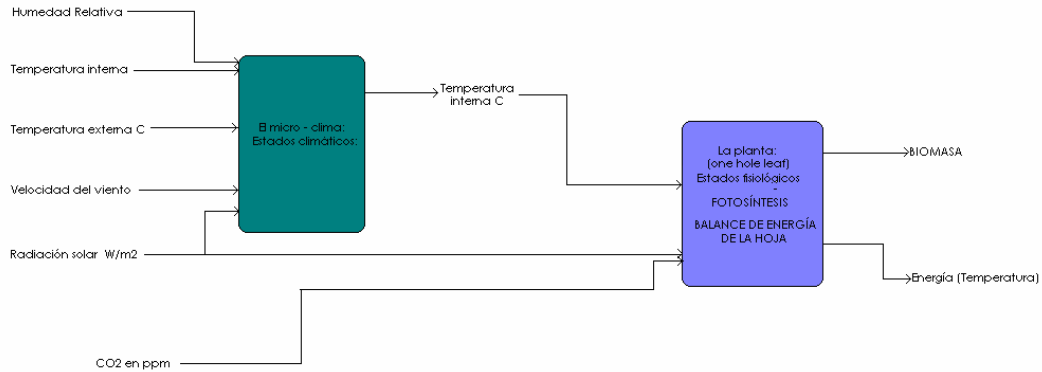 Humedad Relativa
Temperatura interna
Temperatura externa C
Velocidad del viento
Radiación solar W/m2
CO2 en ppm
El micro - clima:
Estados climáticos:
Temperatura
interna C
La planta:
(one hole leaf)
Estados fisiológicos
-
FOTOSÍNTESIS
BALANCE DE ENERGÍA
DE LA HOJA
BIOMASA
Energía (Temperatura)